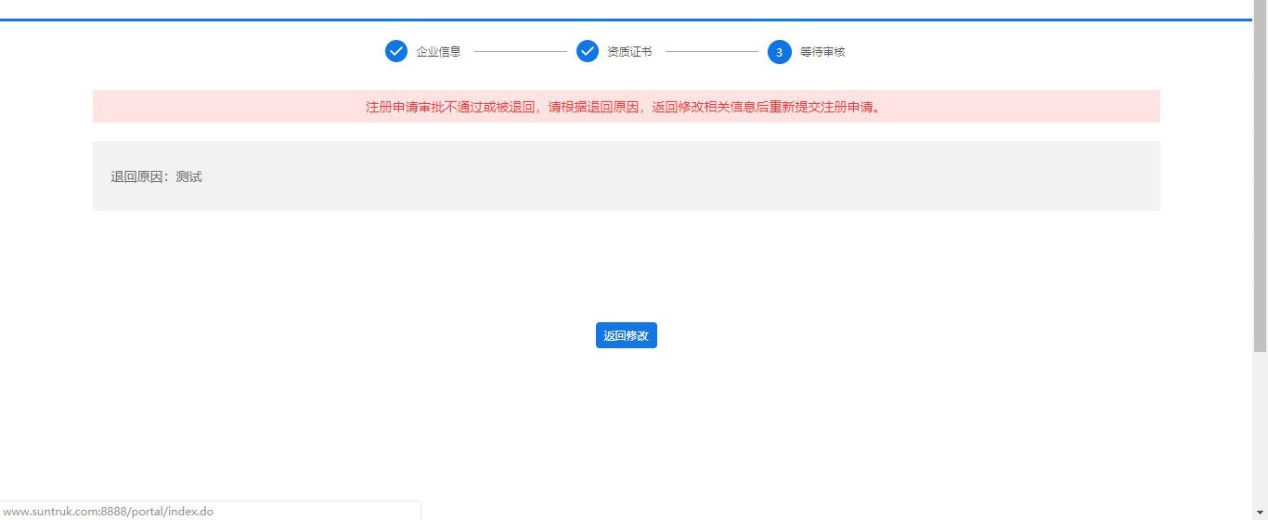 企业信息
资质证书
3 等待审核
注册申请审批不通过或被退回，请根据退回原因，返回修改相关信息后重新提交注册申请。
退回原因：测试
返回修改
www.suntruk.com:8888/portal/index.do